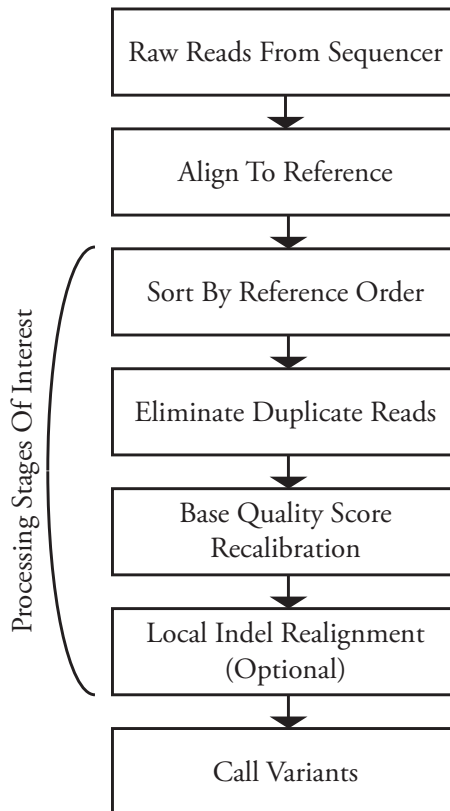 Raw Reads From Sequencer
Align To Reference
Processing Stages Of Interest
Sort By Reference Order
Eliminate Duplicate Reads
Base Quality Score
Recalibration
Local Indel Realignment
(Optional)
Call Variants